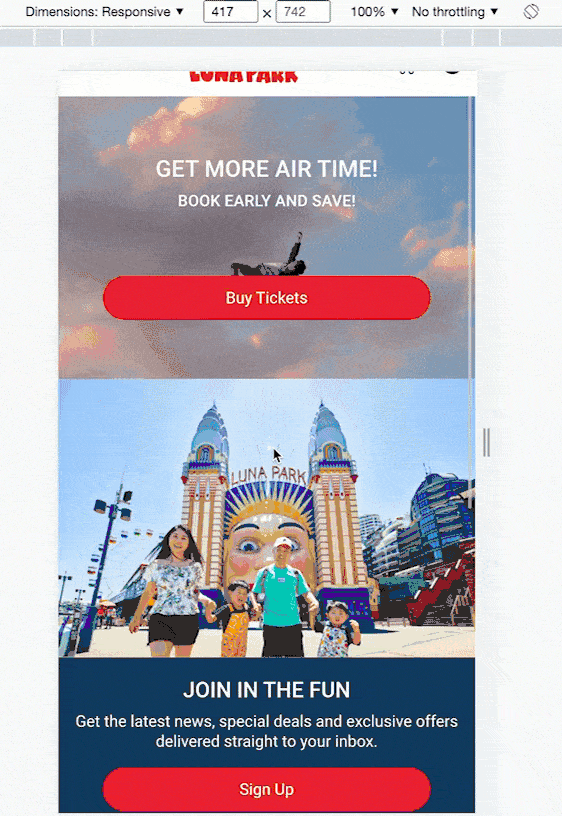 Dimensions: Responsive ▼ 417 × 742 100% ▼ No throttling ▼
LUNA PARK
GET MORE AIR TIME!
BOOK EARLY AND SAVE!
Buy Tickets
LUNA PARK
JOIN IN THE FUN
Get the latest news, special deals and exclusive offers
delivered straight to your inbox.
Sign Up